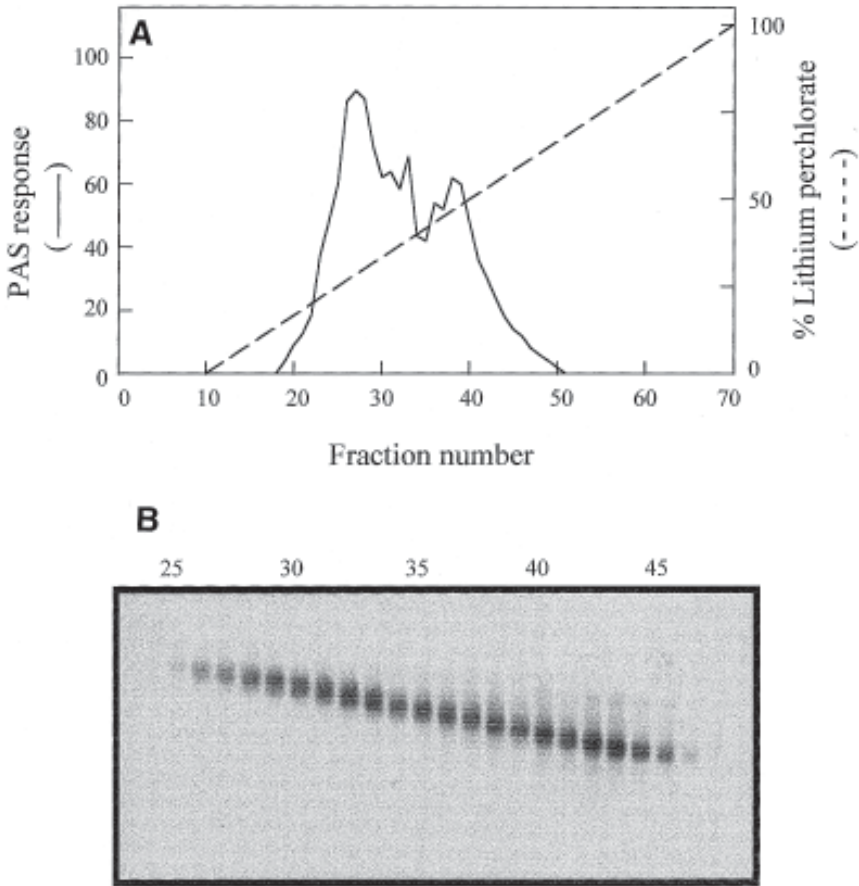 A
100
80
60
40
20
0
PAS response
(——)
100
50
0
% Lithium perchlorate
(-----)
0 10 20 30 40 50 60 70
Fraction number
B
25 30 35 40 45